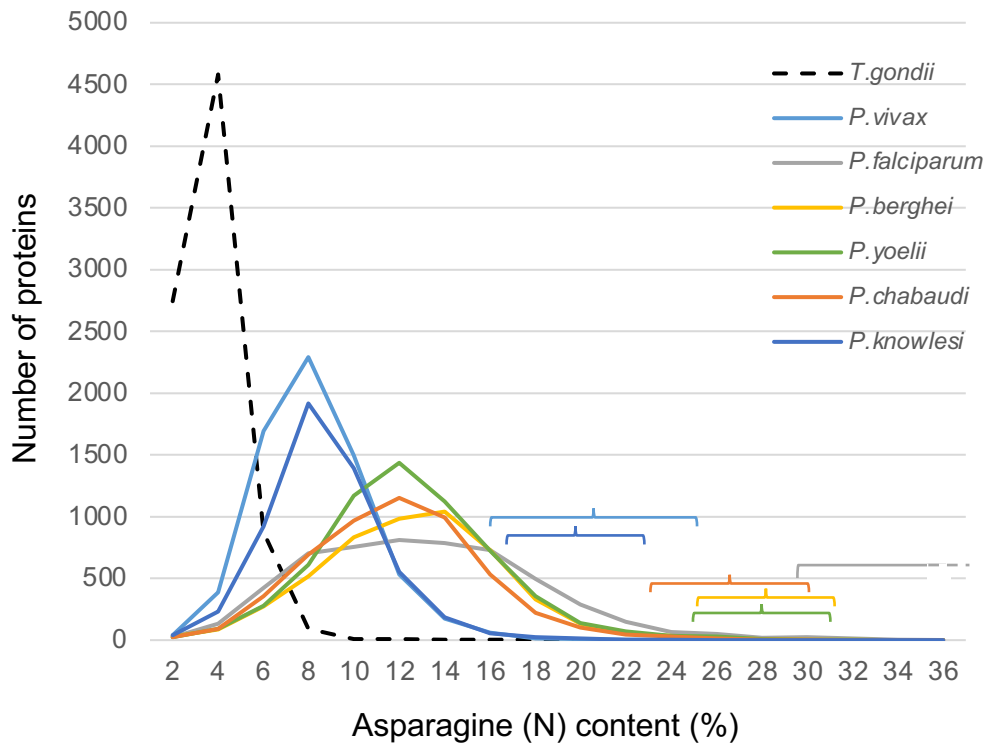 5000
4500
4000
3500
3000
2500
2000
1500
1000
500
0
Number of proteins
T.gondii
P.vivax
P.falciparum
P.berghei
P.yoelii
P.chabaudi
P.knowlesi
2 4 6 8 10 12 14 16 18 20 22 24 26 28 30 32 34 36
Asparagine (N) content (%)